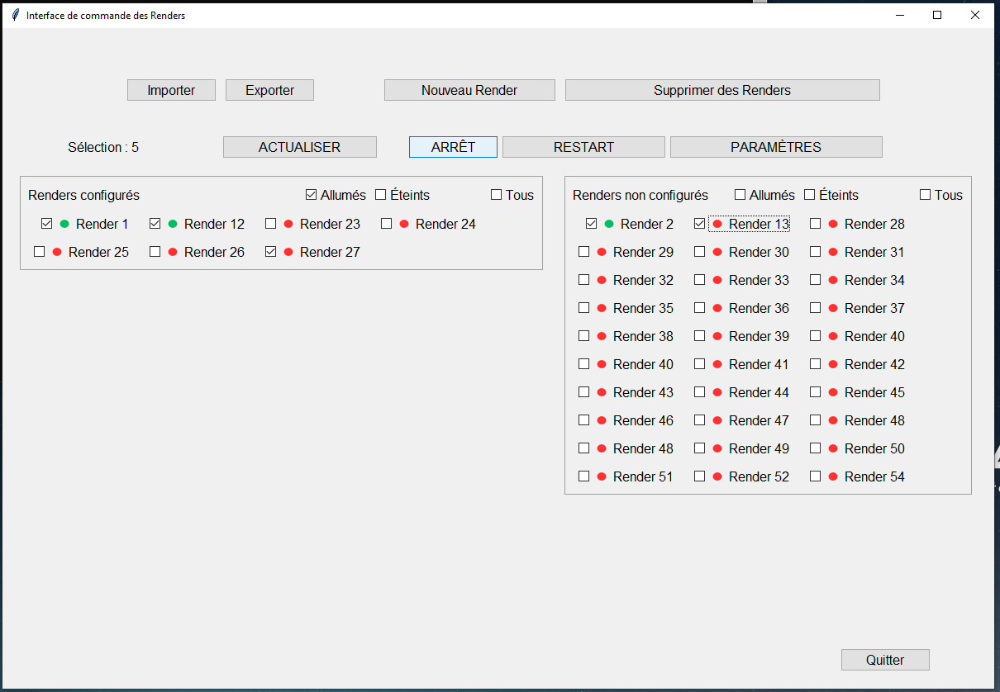 Interface de commande des Renders
Importer Exporter Nouveau Render Supprimer des Renders
Sélection : 5 ACTUALISER ARRÊT RESTART PARAMÈTRES
Renders configurés Allumés Éteints Tous
Render 1 Render 12 Render 23 Render 24
Render 25 Render 26 Render 27
Renders non configurés Allumés Éteints Tous
Render 2 Render 13 Render 28
Render 29 Render 30 Render 31
Render 32 Render 33 Render 34
Render 35 Render 36 Render 37
Render 38 Render 39 Render 40
Render 40 Render 41 Render 42
Render 43 Render 44 Render 45
Render 46 Render 47 Render 48
Render 48 Render 49 Render 50
Render 51 Render 52 Render 54
Quitter